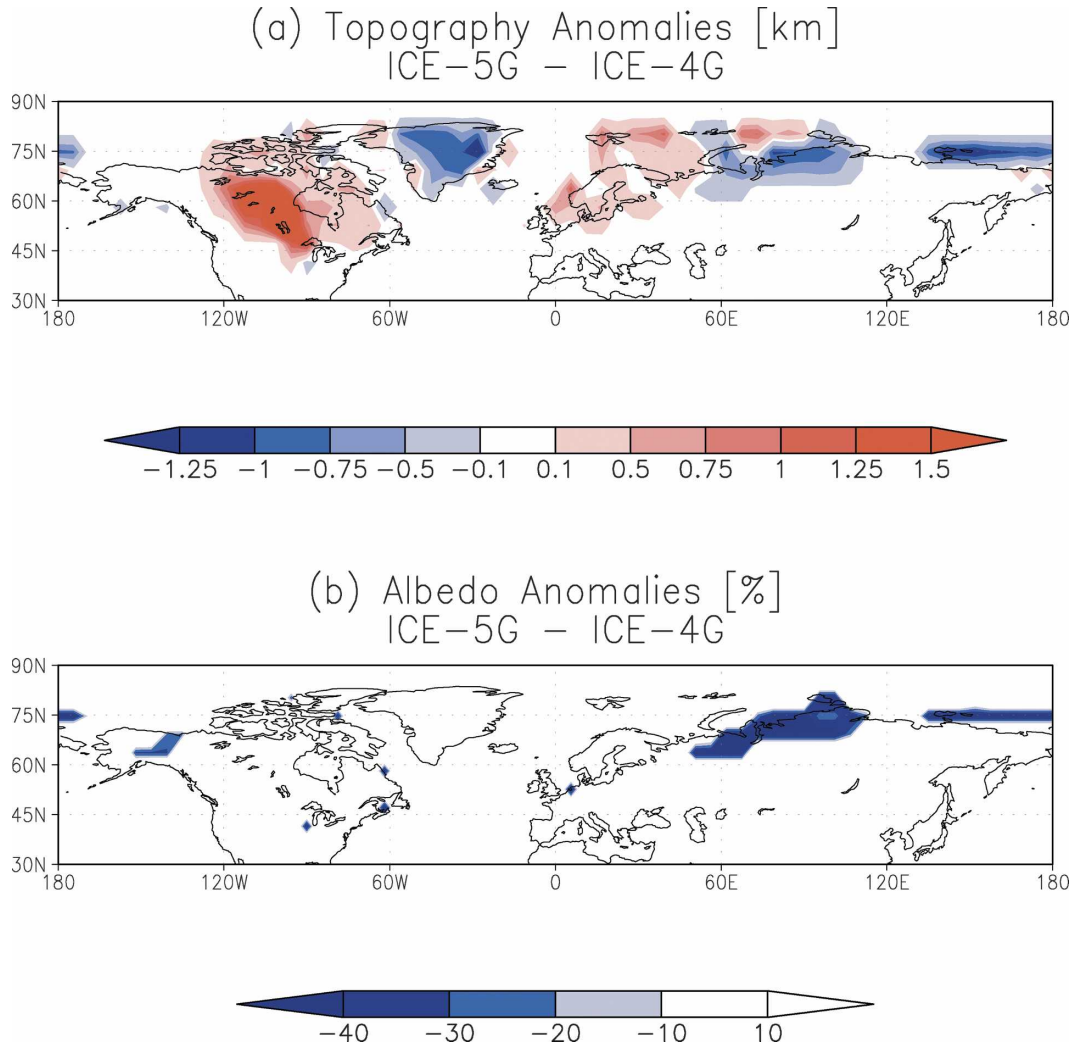 (a) Topography Anomalies [km]
ICE−5G − ICE−4G
90N
75N
60N
45N
30N
180 120W 60W 0 60E 120E 180
−1.25 −1 −0.75 −0.5 −0.1 0.1 0.5 0.75 1 1.25 1.5
(b) Albedo Anomalies [%]
ICE−5G − ICE−4G
90N
75N
60N
45N
30N
180 120W 60W 0 60E 120E 180
−40 −30 −20 −10 10